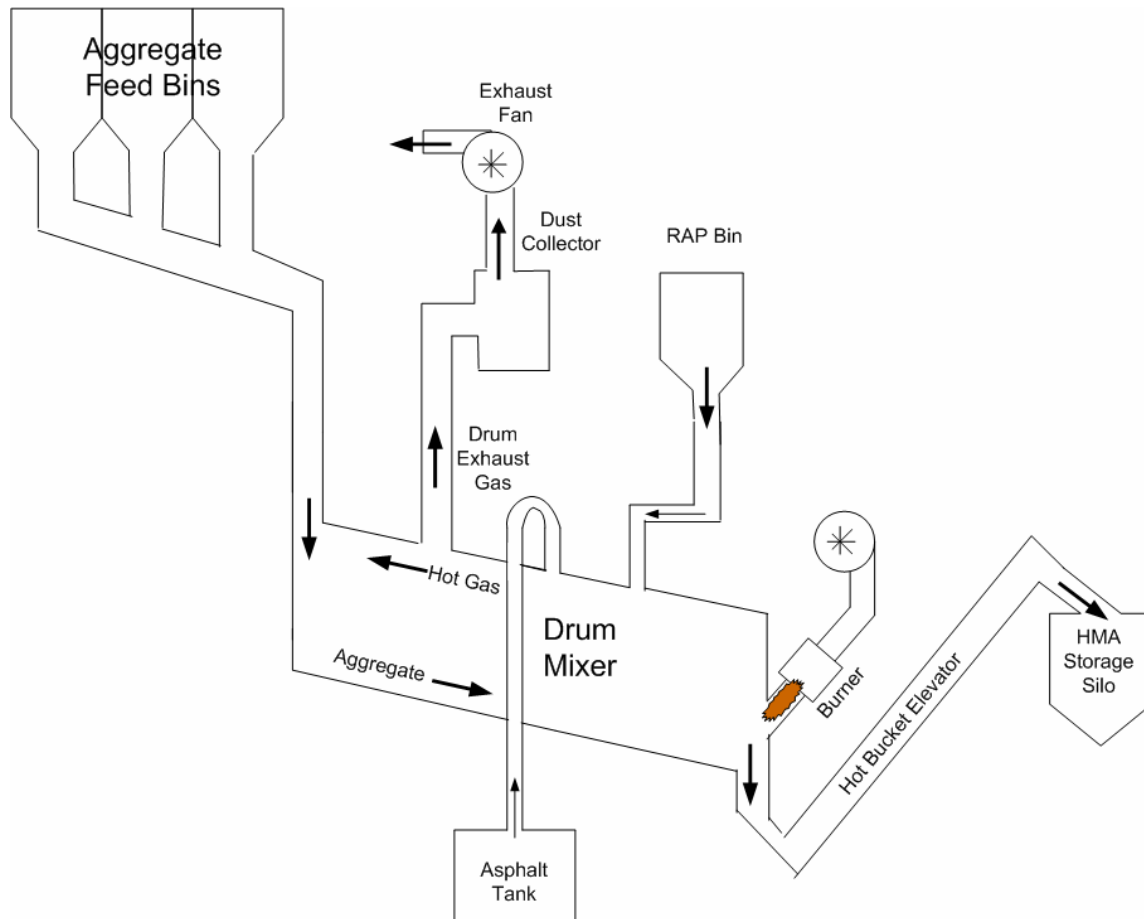 Aggregate
Feed Bins
Exhaust
Fan
Dust
Collector
RAP Bin
Drum
Exhaust
Gas
Hot Gas
Drum
Mixer
Aggregate
Burner
Hot Bucket Elevator
HMA
Storage
Silo
Asphalt
Tank